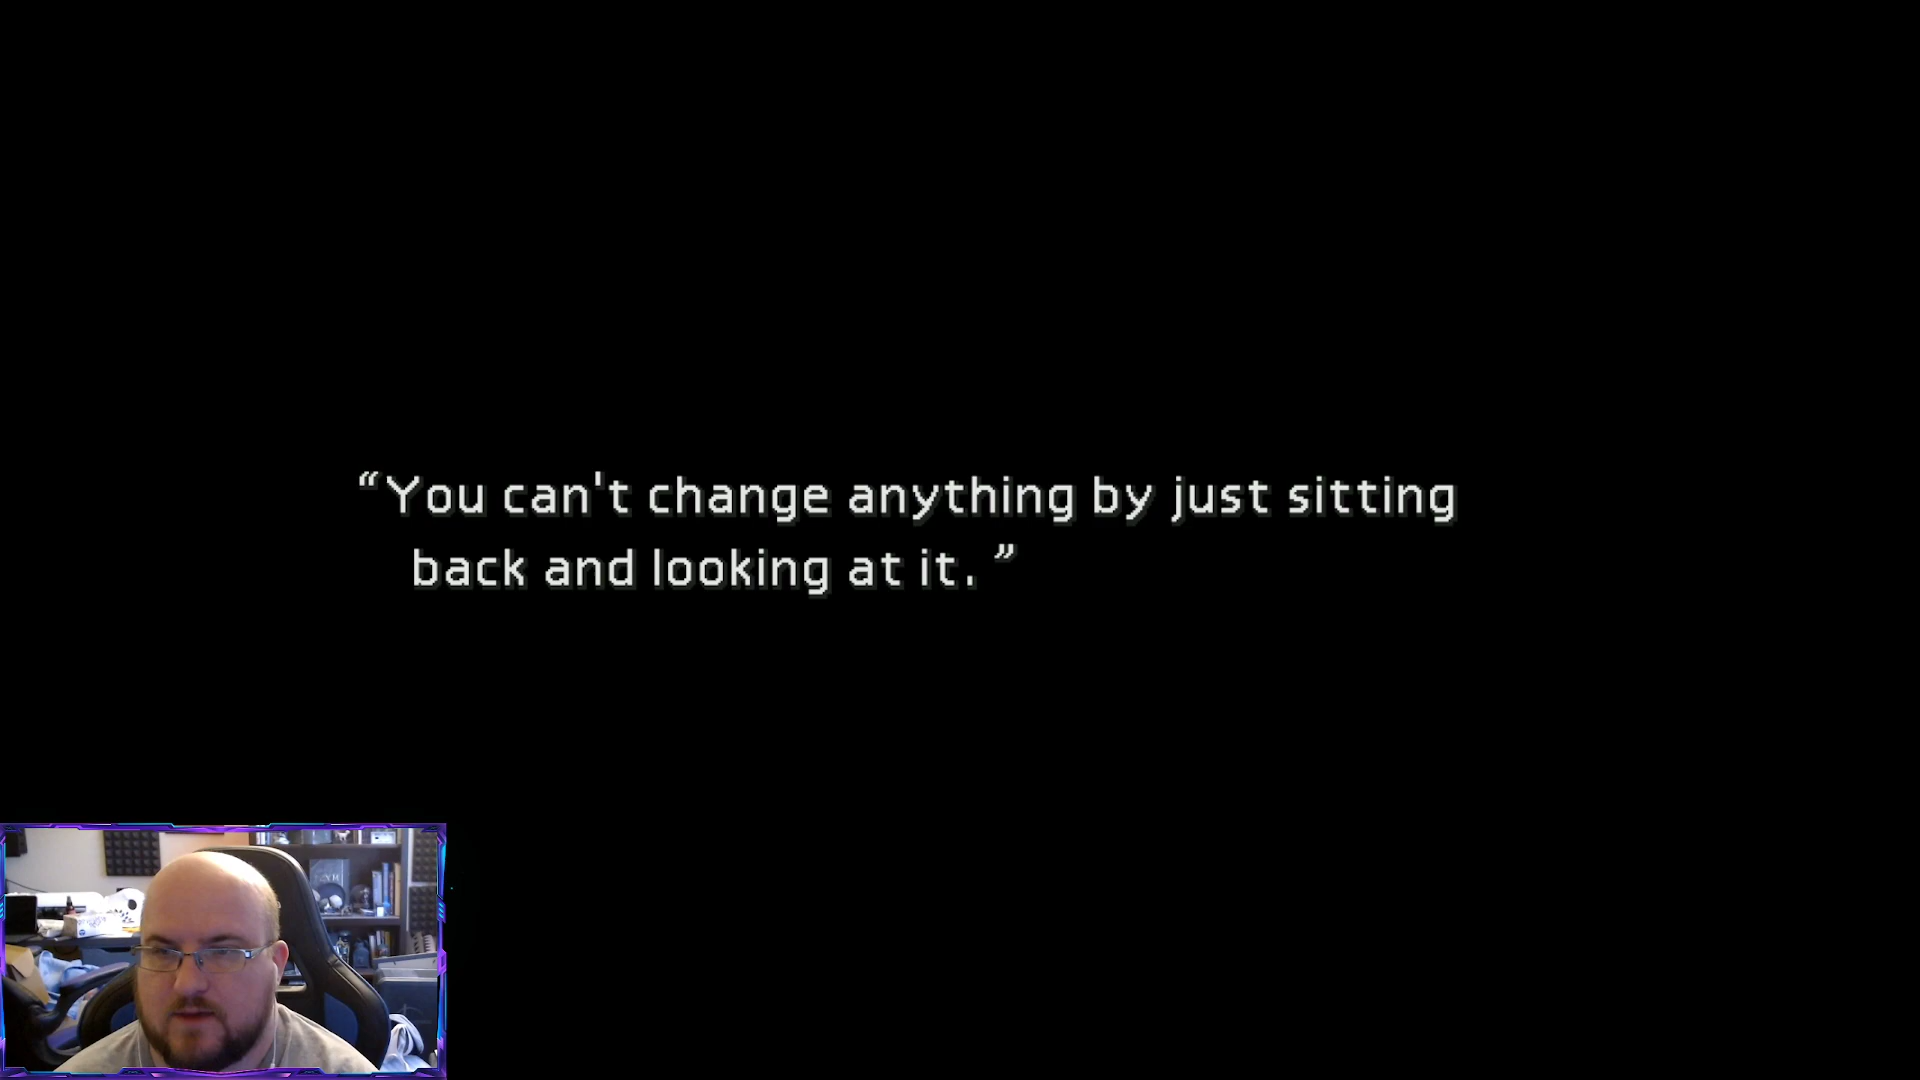 “You can't change anything by just sitting
back and looking at it.”